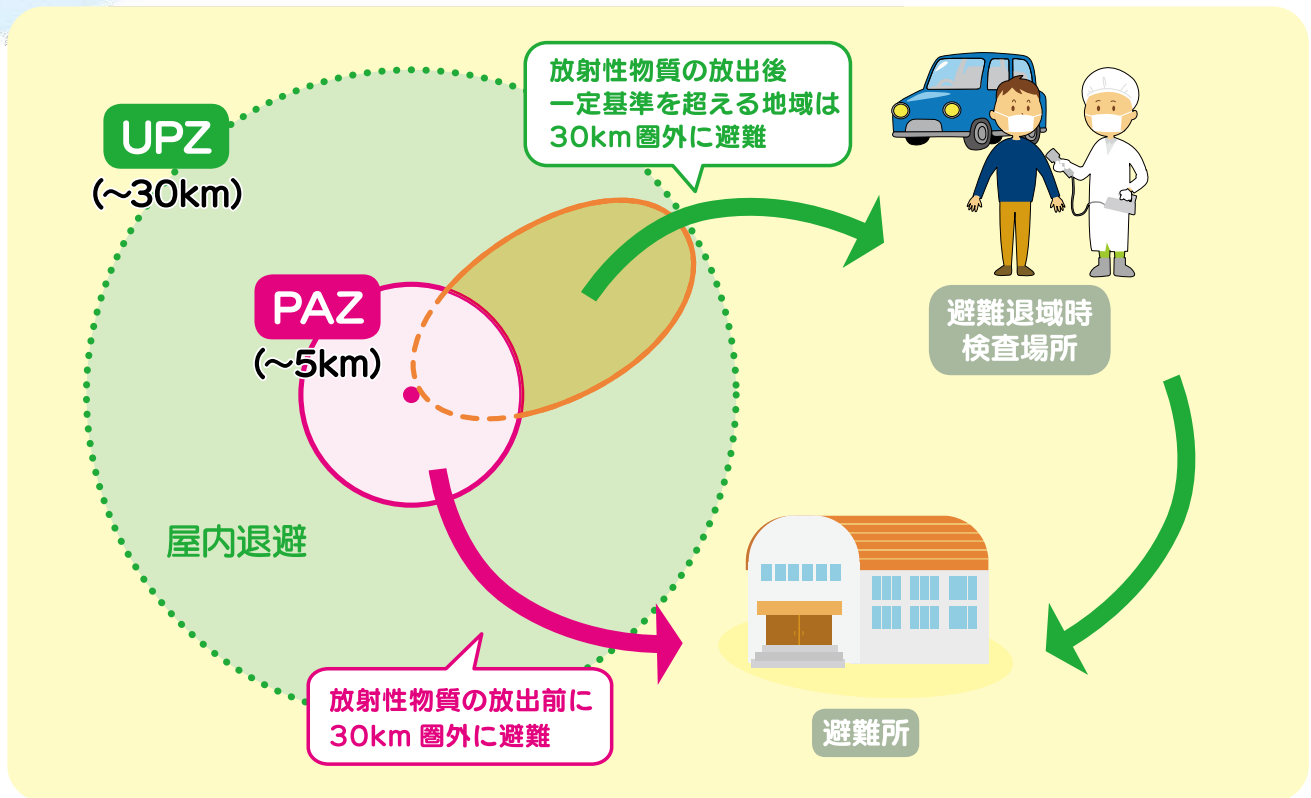 放射性物質の放出後
一定基準を超える地域は
30km圏外に避難
UPZ
(～30km)
PAZ
(～5km)
避難退域時
検査場所
屋内退避
放射性物質の放出前に
30km 圏外に避難
避難所